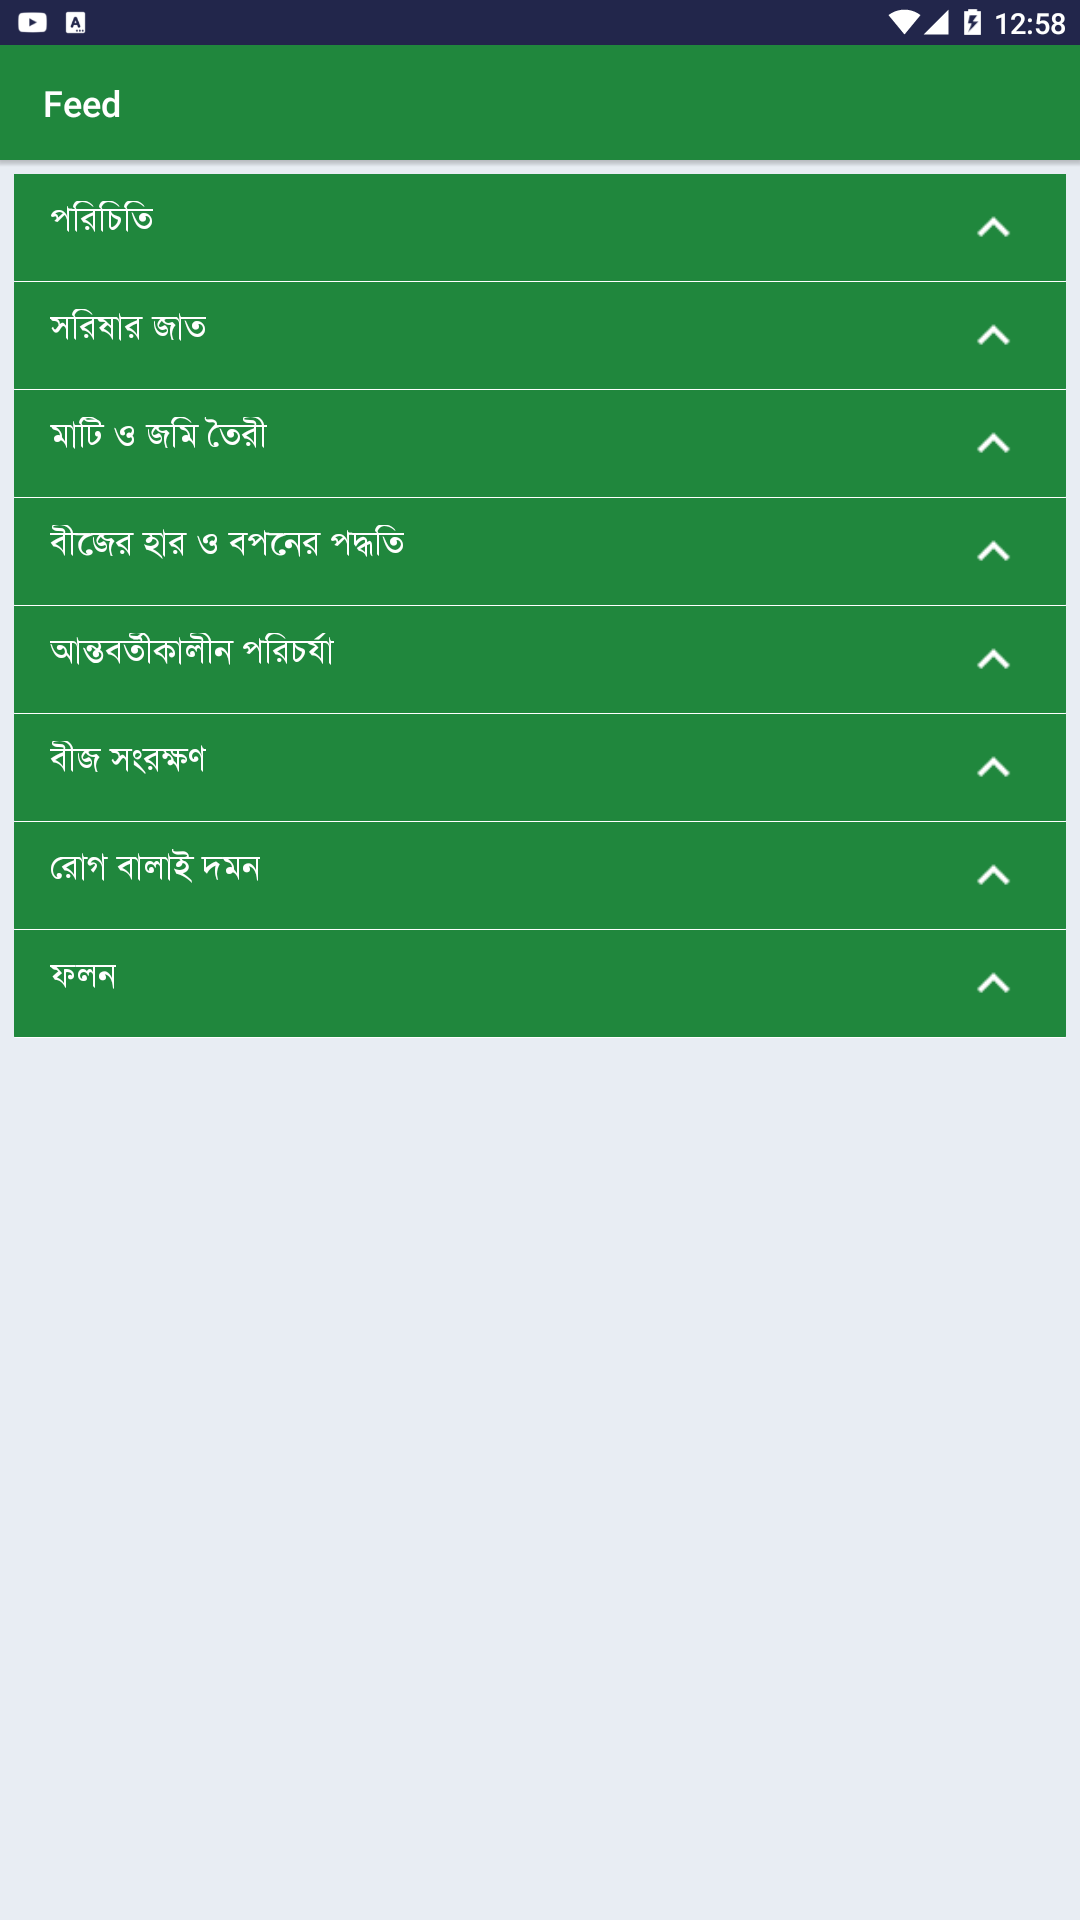 12:58
Feed
পরিচিতি
সরিষার জাত
মাটি ও জমি তৈরী
বীজের হার ও বপনের পদ্ধতি
আন্তবর্তীকালীন পরিচর্যা
বীজ সংরক্ষণ
রোগ বালাই দমন
ফলন